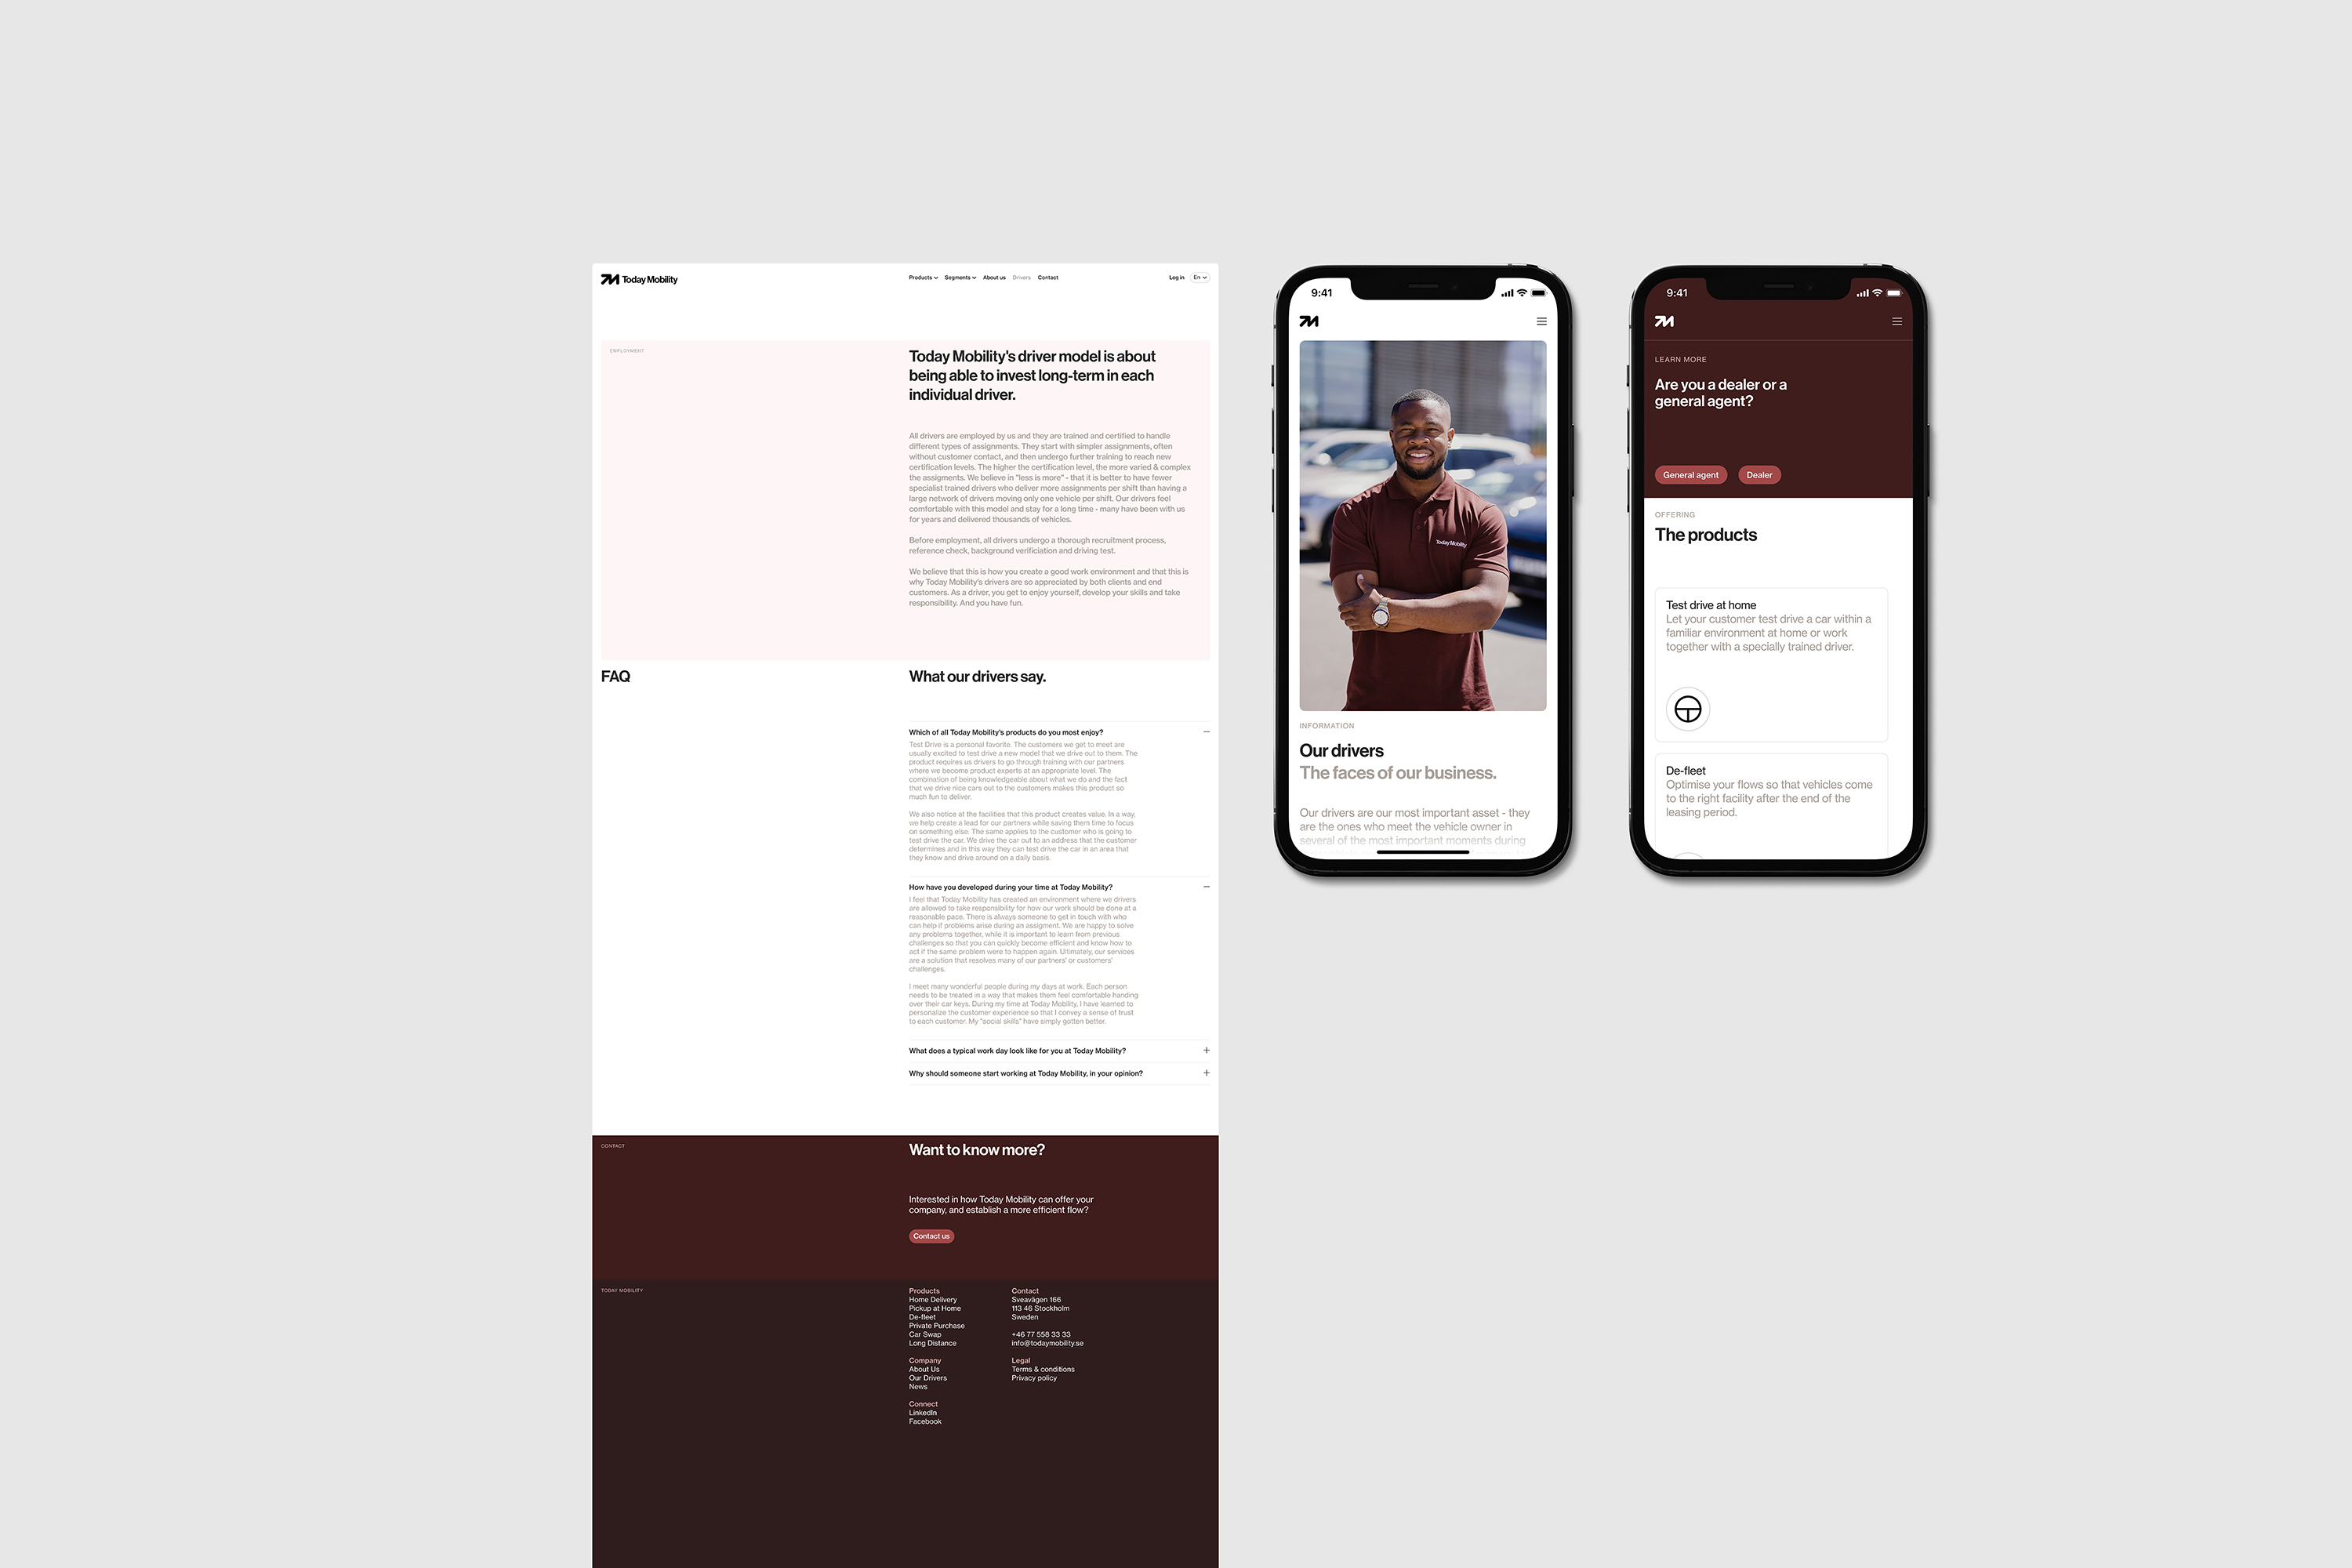 Today Mobility
Products
Segments
About us
Drivers
Contact
Log in
En
EMPLOYMENT
Today Mobility's driver model is about
being able to invest long-term in each
individual driver.
All drivers are employed by us and they are trained and certified to handle
different types of assignments. They start with simpler assignments, often
without customer contact, and then undergo further training to reach new
certification levels. The higher the certification level, the more varied & complex
the assigments. We believe in "less is more" - that it is better to have fewer
specialist trained drivers who deliver more assignments per shift than having a
large network of drivers moving only one vehicle per shift. Our drivers feel
comfortable with this model and stay for a long time - many have been with us
for years and delivered thousands of vehicles.
Before employment, all drivers undergo a thorough recruitment process,
reference check, background verificiation and driving test.
We believe that this is how you create a good work environment and that this is
why Today Mobility's drivers are so appreciated by both clients and end
customers. As a driver, you get to enjoy yourself, develop your skills and take
responsibility. And you have fun.
FAQ
What our drivers say.
Which of all Today Mobility's products do you most enjoy?
Test Drive is a personal favorite. The customers we get to meet are
usually excited to test drive a new model that we drive out to them. The
product requires us drivers to go through training with our partners
where we become product experts at an appropriate level. The
combination of being knowledgeable about what we do and the fact
that we drive nice cars out to the customers makes this product so
much fun to deliver.
We also notice at the facilities that this product creates value. In a way,
we help create a lead for our partners while saving them time to focus
on something else. The same applies to the customer who is going to
test drive the car. We drive the car out to an address that the customer
determines and in this way they can test drive the car in an area that
they know and drive around on a daily basis.
How have you developed during your time at Today Mobility?
I feel that Today Mobility has created an environment where we drivers
are allowed to take responsibility for how our work should be done at a
reasonable pace. There is always someone to get in touch with who
can help if problems arise during an assigment. We are happy to solve
any problems together, while it is important to learn from previous
challenges so that you can quickly become efficient and know how to
act if the same problem were to happen again. Ultimately, our services
are a solution that resolves many of our partners' or customers'
challenges.
I meet many wonderful people during my days at work. Each person
needs to be treated in a way that makes them feel comfortable handing
over their car keys. During my time at Today Mobility, I have learned to
personalize the customer experience so that I convey a sense of trust
to each customer. My "social skills" have simply gotten better.
What does a typical work day look like for you at Today Mobility?
Why should someone start working at Today Mobility, in your opinion?
CONTACT
Want to know more?
Interested in how Today Mobility can offer your
company, and establish a more efficient flow?
Contact us
TODAY MOBILITY
Products
Home Delivery
Pickup at Home
De-fleet
Private Purchase
Car Swap
Long Distance
Company
About Us
Our Drivers
News
Connect
LinkedIn
Facebook
Contact
Sveavägen 166
113 46 Stockholm
Sweden
+46 77 558 33 33
info@todaymobility.se
Legal
Terms & conditions
Privacy policy
9:41
Today Mobility
INFORMATION
Our drivers
The faces of our business.
Our drivers are our most important asset - they
are the ones who meet the vehicle owner in
several of the most important moments during
9:41
LEARN MORE
Are you a dealer or a
general agent?
General agent
Dealer
OFFERING
The products
Test drive at home
Let your customer test drive a car within a
familiar environment at home or work
together with a specially trained driver.
De-fleet
Optimise your flows so that vehicles come
to the right facility after the end of the
leasing period.